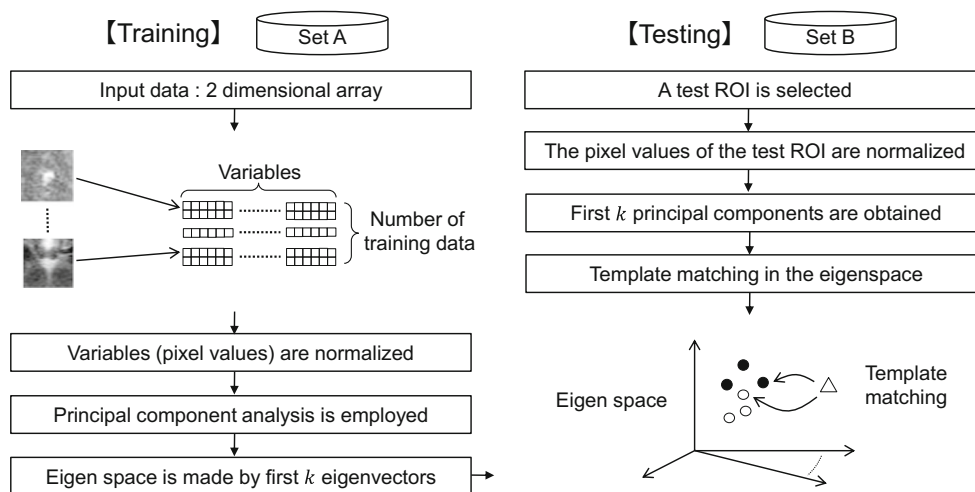 【Training】
Set A
Input data : 2 dimensional array
Variables
Number of
training data
Variables (pixel values) are normalized
Principal component analysis is employed
Eigen space is made by first k eigenvectors
【Testing】
Set B
A test ROI is selected
The pixel values of the test ROI are normalized
First k principal components are obtained
Template matching in the eigenspace
Eigen space
Template
matching